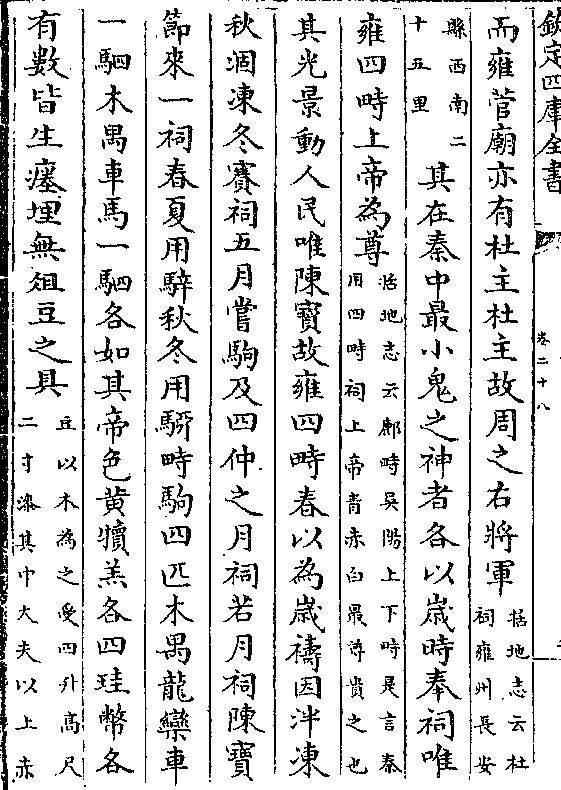 欽定四庫全書 卷二十八
而雍菅廟亦有杜主杜主故周之右將軍
括地志云杜
祠雍州長安
縣西南二
十五里
其在秦中最小鬼之神者各以歲時奉祠唯
雍四時上帝為尊
括地志云鄜時吳陽上下時是言秦
用四時祠上帝青赤白最尊貴之也
其光景動人民唯陳寶故雍四時春以為歲禱因泮凍
秋涸凍冬賽祠五月嘗駒及四仲之月祠若月祠陳寶
節來一祠春夏用騂秋冬用騮時駒四匹木禺龍欒車
一駟木禺車馬一駟各如其帝色黃犢羔各四珪幣各
有數皆生瘞埋無俎豆之具
豆以木為之受四升高尺
二寸漆其中大夫以上赤